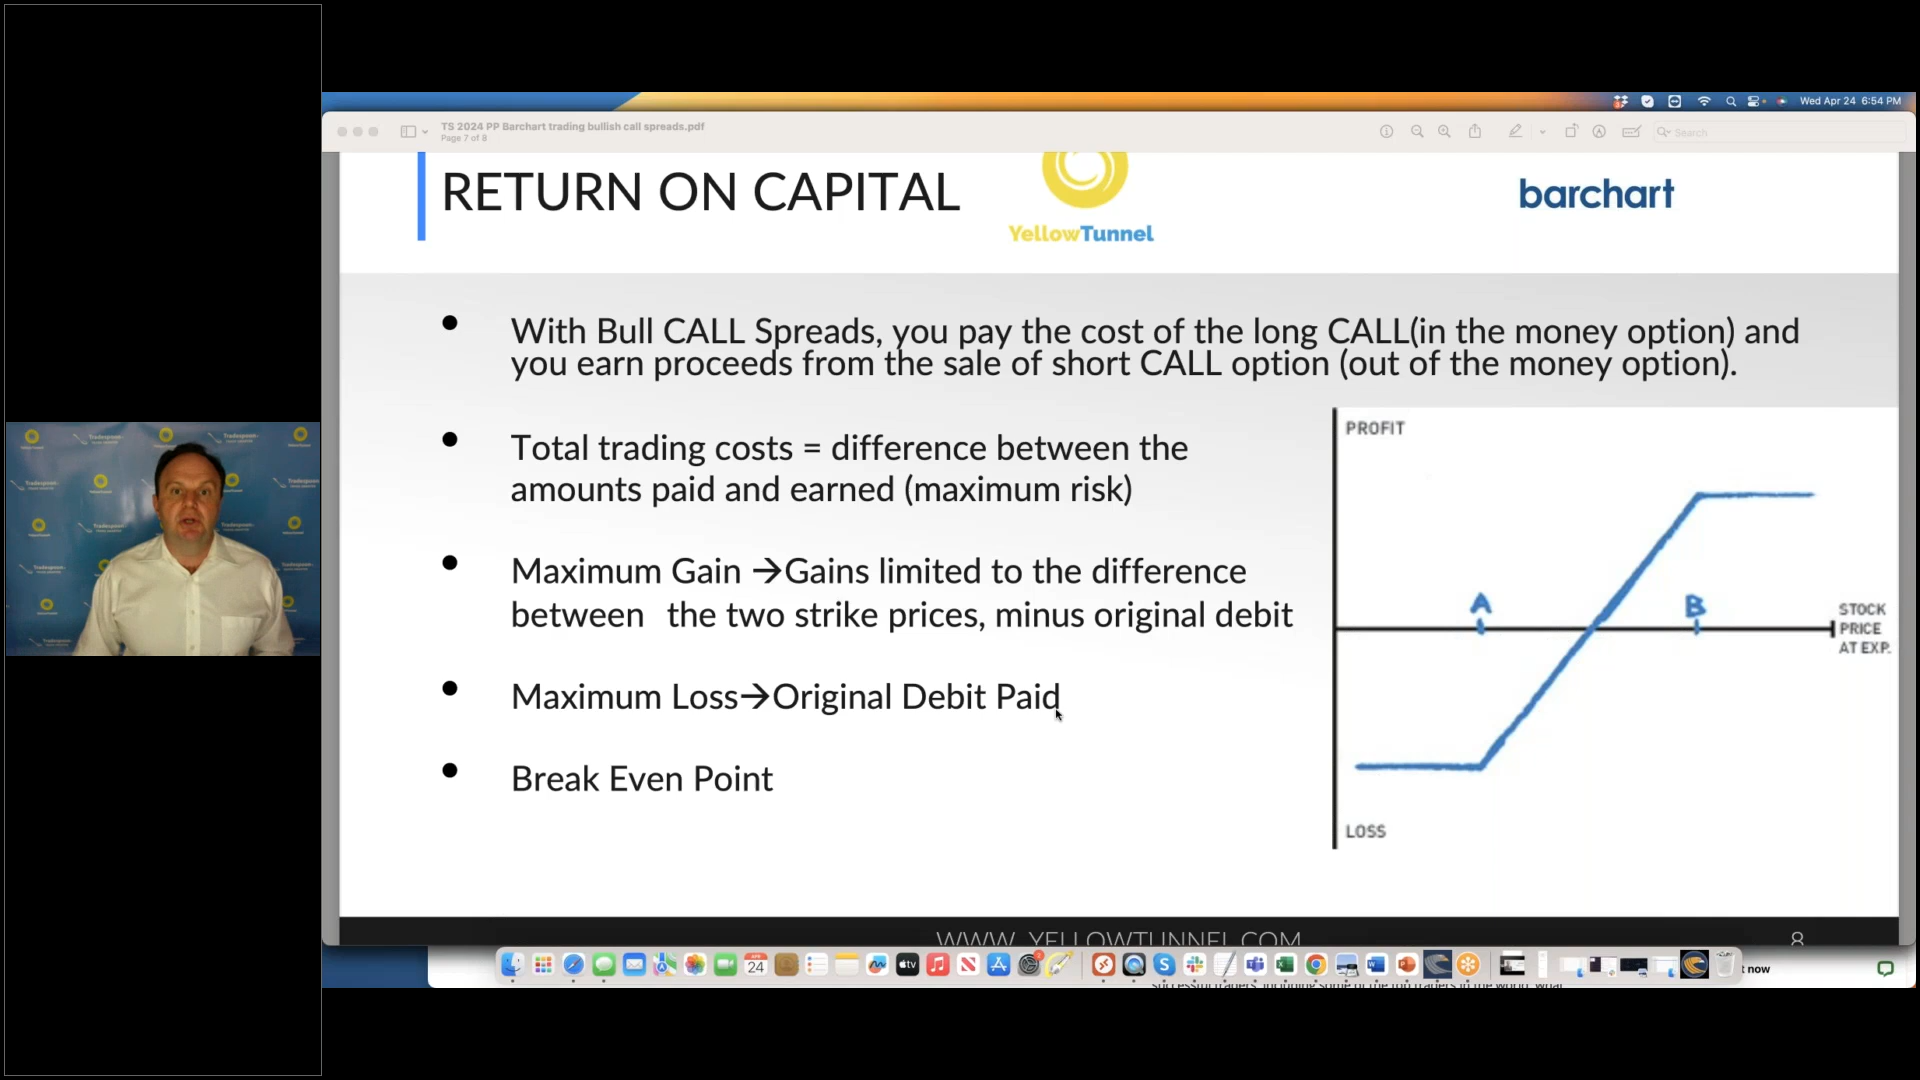 Wed Apr 24 6:54 PM
TS 2024 PP Barchart trading bullish call spreads.pdf
Page 7 of 8
Search
RETURN ON CAPITAL
YellowTunnel
barchart
• With Bull CALL Spreads, you pay the cost of the long CALL(in the money option) and
you earn proceeds from the sale of short CALL option (out of the money option).
• Total trading costs = difference between the
amounts paid and earned (maximum risk)
• Maximum Gain →Gains limited to the difference
between the two strike prices, minus original debit
• Maximum Loss→Original Debit Paid
• Break Even Point
PROFIT
A
B
STOCK
PRICE
AT EXP.
LOSS
WWW. YELLOWTUNNEL.COM
8
24
tv
t now